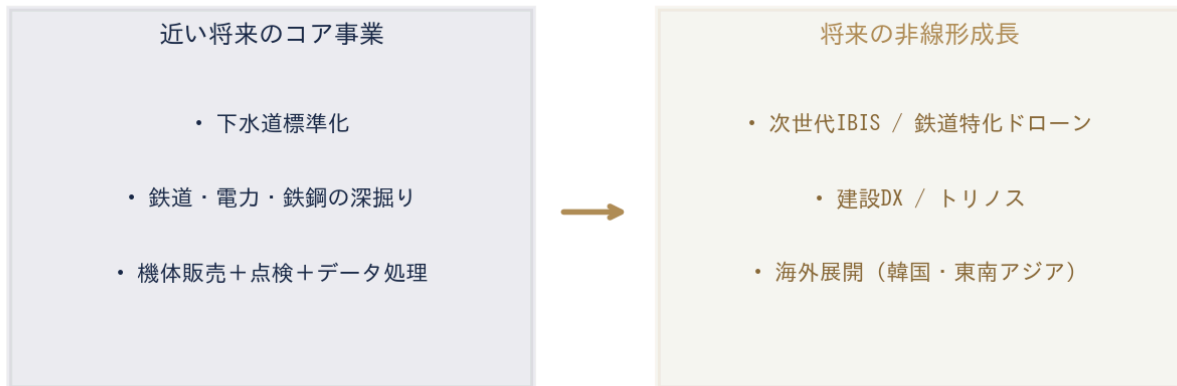 近い将来のコア事業
• 下水道標準化
• 鉄道・電力・鉄鋼の深掘り
• 機体販売＋点検＋データ処理
将来の非線形成長
• 次世代IBIS / 鉄道特化ドローン
• 建設DX / トリノス
• 海外展開（韓国・東南アジア）